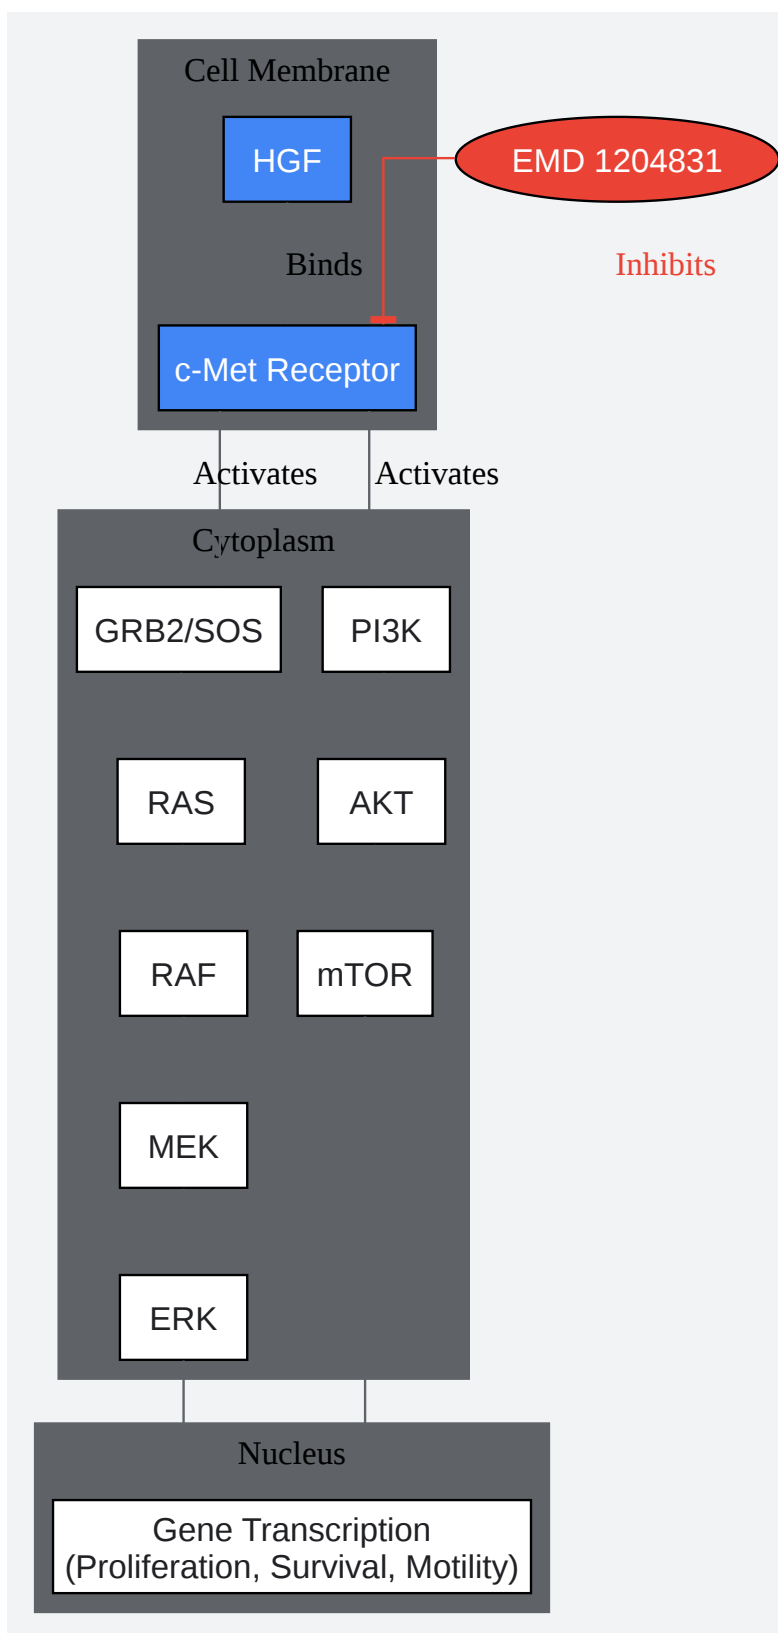 Cell Membrane
HGF
EMD 1204831
Binds
Inhibits
c-Met Receptor
Activates
Activates
Cytoplasm
GRB2/SOS
PI3K
RAS
AKT
RAF
mTOR
MEK
ERK
Nucleus
Gene Transcription
(Proliferation, Survival, Motility)